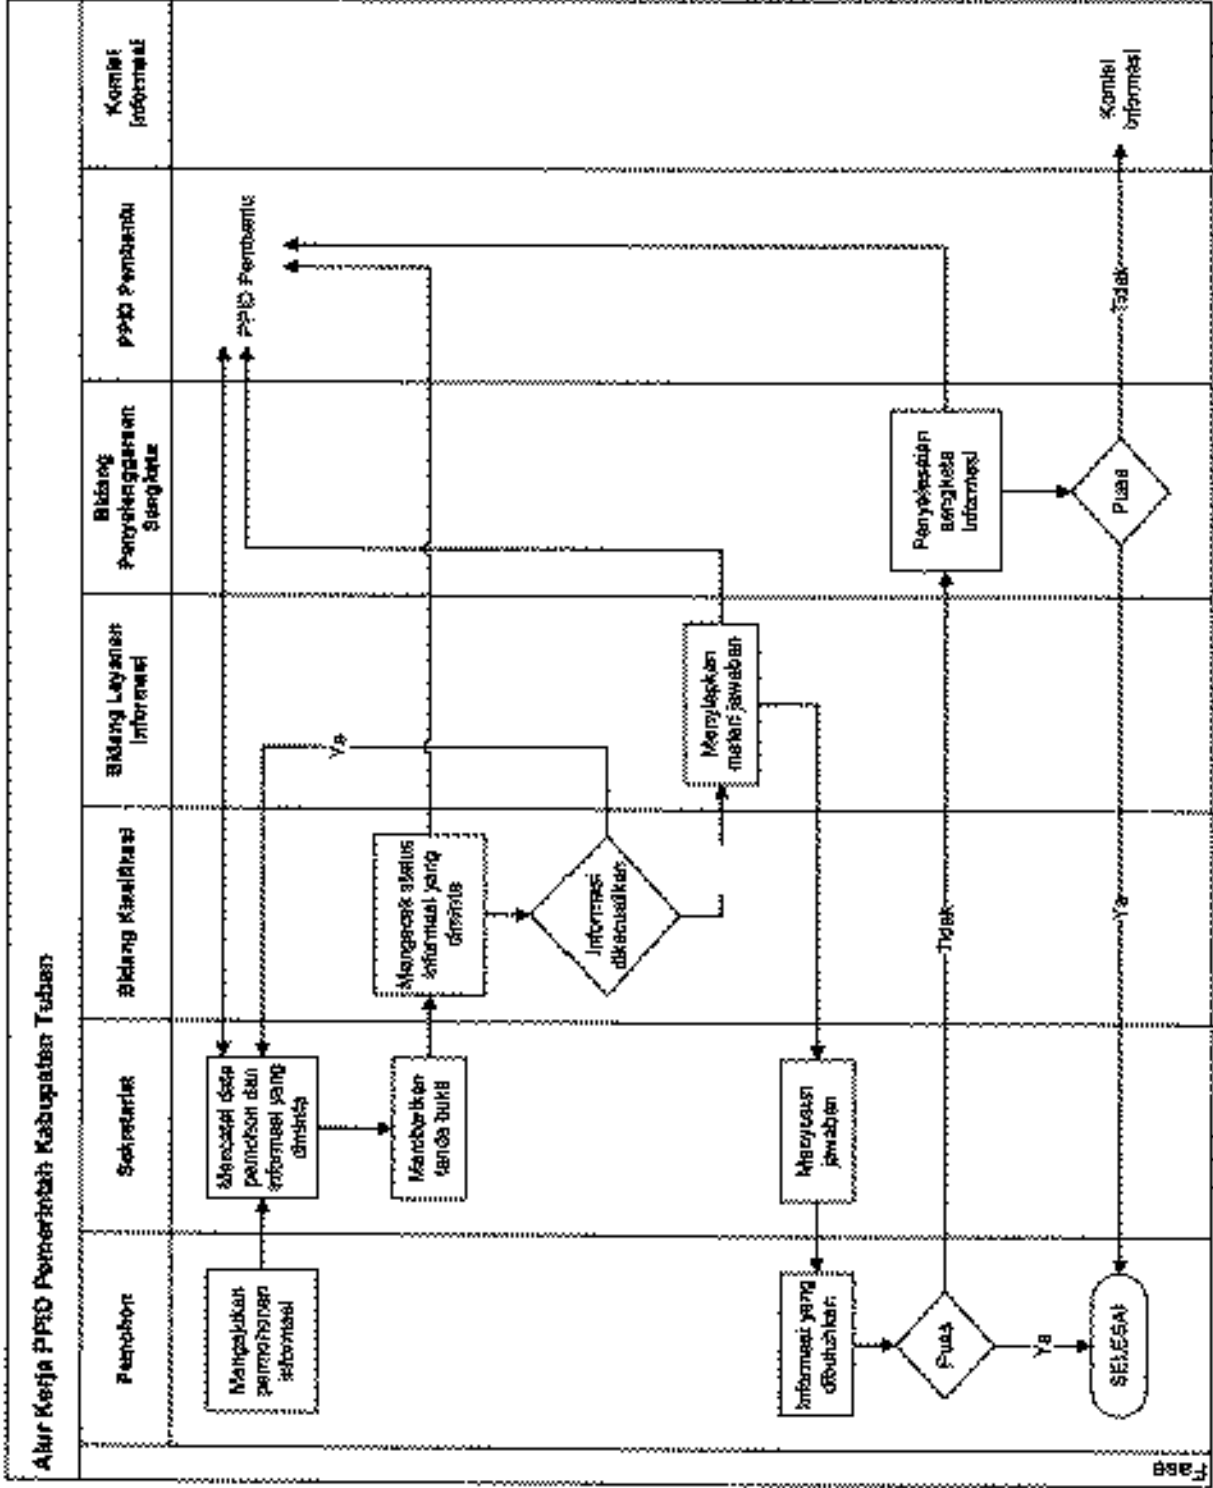 Alur Kerja PPID Pemerintah Kabupaten Tuban
Pemohon
Sekretariat
Bidang Klasifikasi
Bidang Layanan
Informasi
Bidang
Penyelenggaraan
Sengketa
PPID Pembantu
Komisi
Informasi
Mengajukan
permohonan
informasi
Mencatat data
pemohon dan
informasi yang
diminta
PPID Pembantu
Memberikan
tanda bukti
Mengecek status
informasi yang
diminta
Ya
Informasi
dikecualikan
Menyiapkan
materi jawaban
Menyortir
jawaban
Informasi yang
dibutuhkan
Puas
Tidak
Ya
Penyelesaian
sengketa
informasi
Puas
Tidak
Ya
Komisi
Informasi
SELESAI
Fase